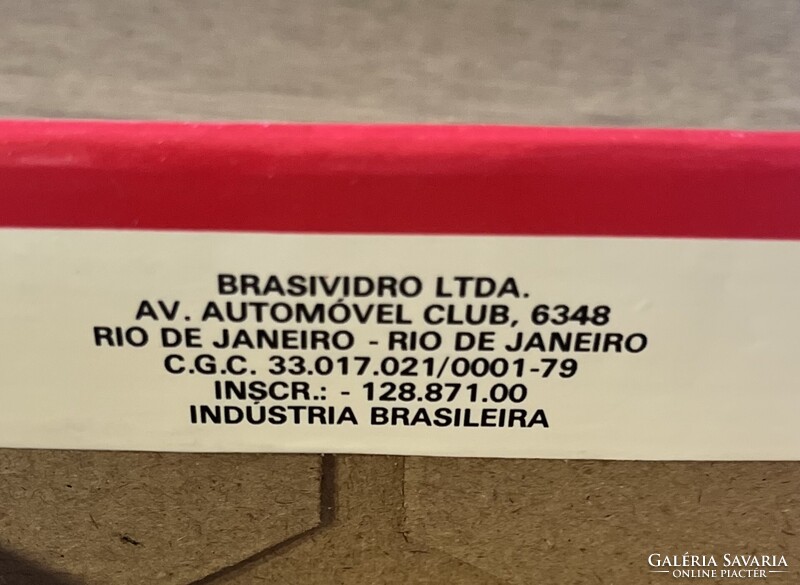 BRASIVIDRO LTDA.
AV. AUTOMÓVEL CLUB, 6348
RIO DE JANEIRO - RIO DE JANEIRO
C.G.C. 33.017.021/0001-79
INSCR.: - 128.871.00
INDÚSTRIA BRASILEIRA
GALÉRIA SAVARIA
ONLINE PIACTÉR